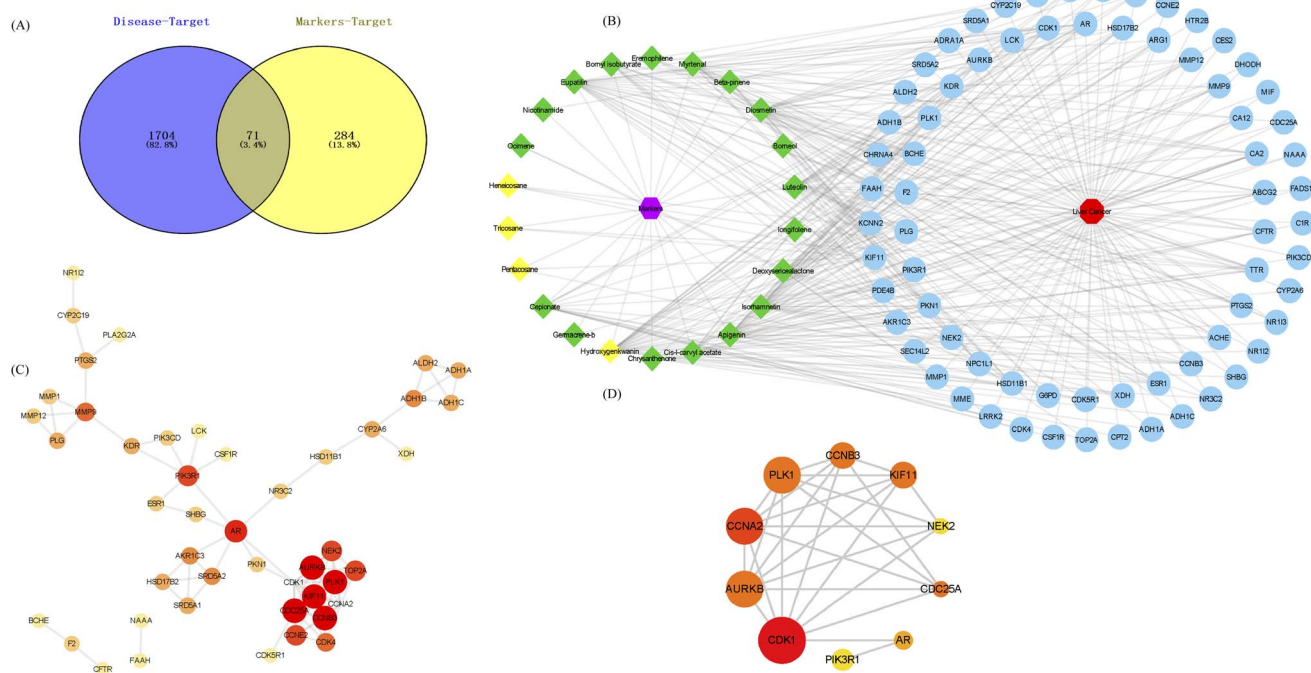 (A)
Disease-Target
Markers-Target
1704
(82.8%)
71
(3.4%)
284
(13.8%)
(B)
Eremophilene
Bornyl isobutyrate
Myrtenal
Eupatilin
Beta-pinene
Nicotinamide
Diosmetin
Ocimene
Borneol
Heneicosane
Luteolin
Markers
Tricosane
longifolene
Pentacosane
Deoxysericealactone
Cepionate
Isorhamnetin
Germacrene-b
Apigenin
Hydroxygenkwanin
Cis-l-carvyl acetate
Chrysanthenone
CYP2C19
CCNE2
SRD5A1
CDK1
AR
HTR2B
ADRA1A
LCK
HSD17B2
ARG1
CES2
SRD5A2
AURKB
MMP12
DHODH
ALDH2
KDR
MMP9
MIF
ADH1B
PLK1
CA12
CDC25A
CHRNA4
BCHE
CA2
NAAA
FAAH
F2
ABCG2
FADS1
Liver Cancer
KCNN2
PLG
CFTR
C1R
KIF11
PIK3R1
TTR
PIK3CD
PDE4B
PKN1
PTGS2
CYP2A6
AKR1C3
NEK2
ACHE
NR1I3
SEC14L2
NPC1L1
CCNB3
NR1I2
MMP1
HSD11B1
ESR1
SHBG
MME
G6PD
CDK5R1
XDH
NR3C2
LRRK2
ADH1C
CDK4
CSF1R
TOP2A
CPT2
ADH1A
(C)
NR1I2
CYP2C19
PLA2G2A
PTGS2
ALDH2
ADH1A
MMP1
MMP9
ADH1B
ADH1C
MMP12
PLG
KDR
PIK3CD
LCK
CYP2A6
CSF1R
XDH
PIK3R1
HSD11B1
ESR1
SHBG
NR3C2
AR
AKR1C3
NEK2
HSD17B2
SRD5A2
PKN1
AURKB
TOP2A
CDK1
PLK1
SRD5A1
KIF11
CDC25A
CCNA2
CCNB3
BCHE
NAAA
CCNE2
CDK4
F2
CDK5R1
FAAH
CFTR
(D)
CCNB3
PLK1
KIF11
CCNA2
NEK2
AURKB
CDC25A
CDK1
AR
PIK3R1